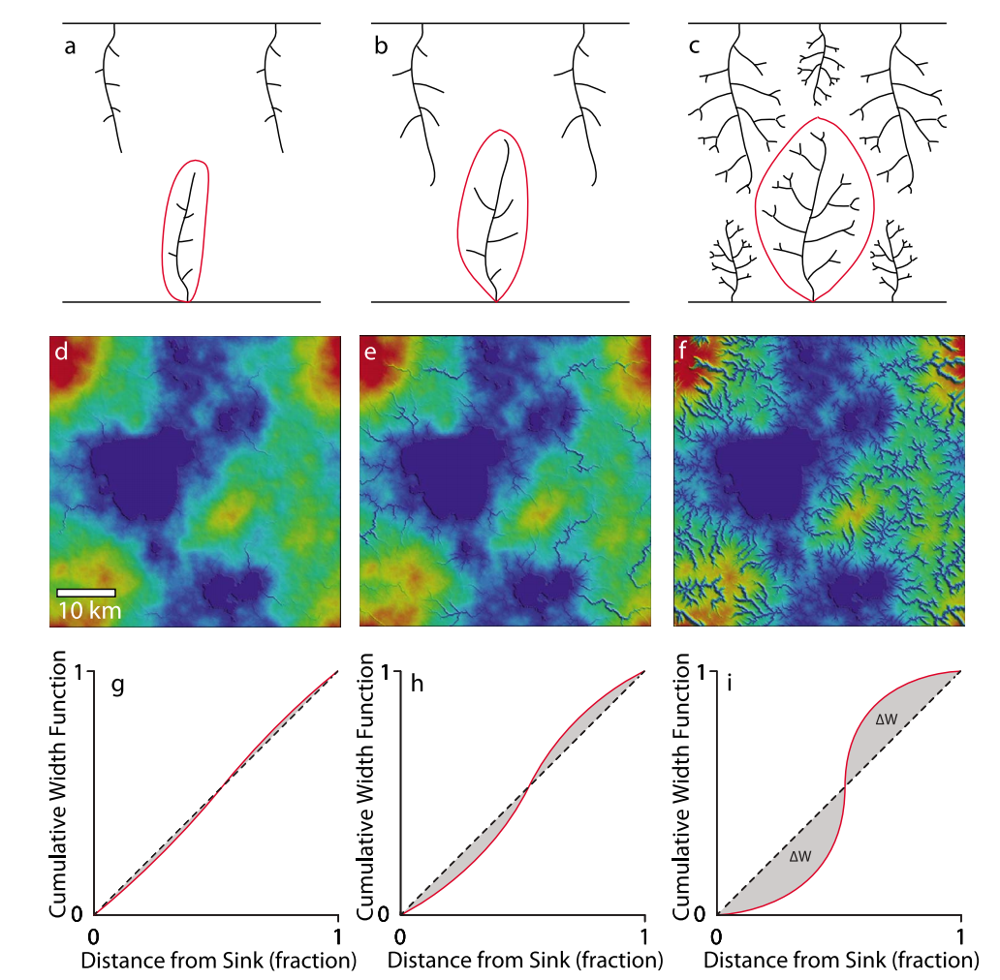 a
b
c
d
e
f
10 km
g
h
i
Cumulative Width Function
1
0
0
1
Distance from Sink (fraction)
Cumulative Width Function
1
0
0
1
Distance from Sink (fraction)
Cumulative Width Function
1
0
ΔW
ΔW
0
1
Distance from Sink (fraction)